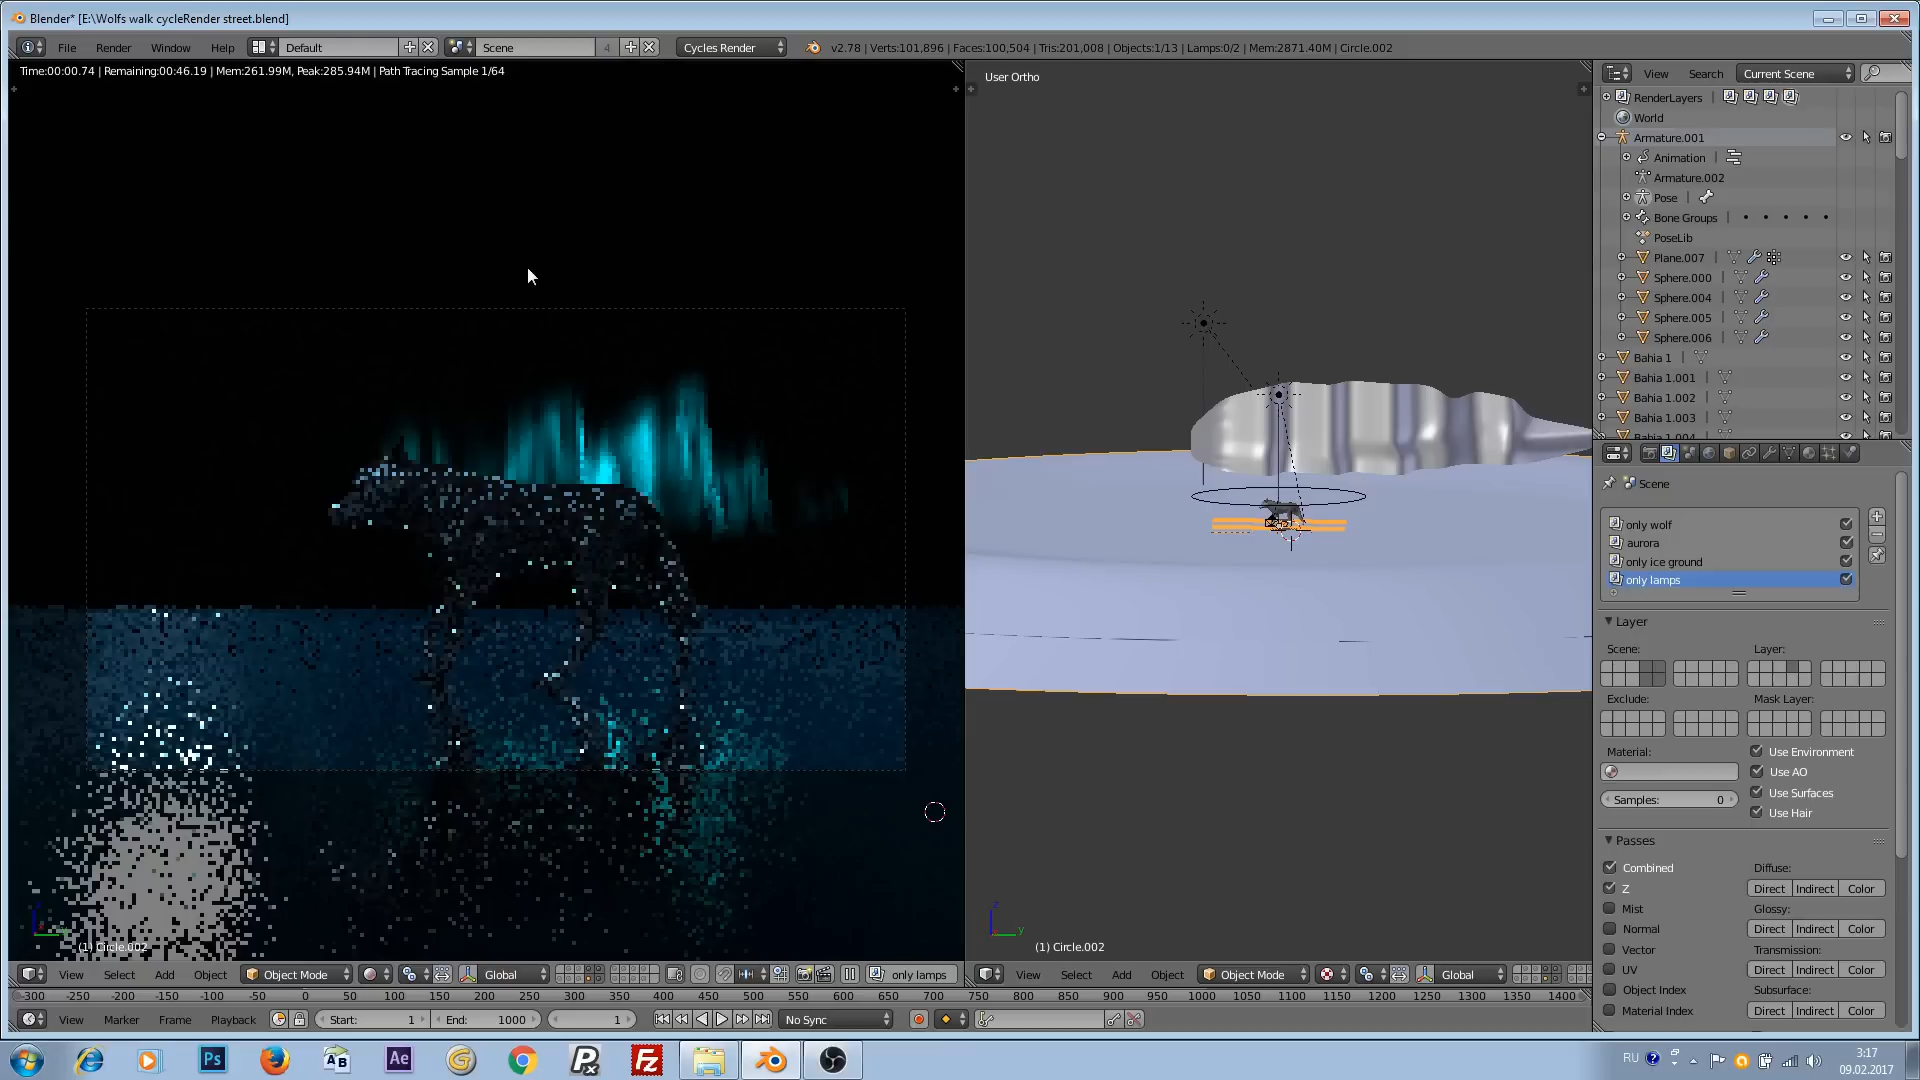 Blender* [E:\Wolfs walk cycleRender street.blend]
File Render Window Help Default Scene 4 Cycles Render v2.78 | Verts:101,896 | Faces:100,504 | Tris:201,008 | Objects:1/13 | Lamps:0/2 | Mem:2871.40M | Circle.002
Time:00:00.74 | Remaining:00:46.19 | Mem:261.99M, Peak:285.94M | Path Tracing Sample 1/64
User Ortho
View Search Current Scene
RenderLayers
World
Armature.001
Animation
Armature.002
Pose
Bone Groups
PoseLib
Plane.007
Sphere.000
Sphere.004
Sphere.005
Sphere.006
Bahia 1
Bahia 1.001
Bahia 1.002
Bahia 1.003
Bahia 1.004
Scene
only wolf
aurora
only ice ground
only lamps
Layer
Scene: Layer:
Exclude: Mask Layer:
Material: Use Environment
Use AO
Samples: 0 Use Surfaces
Use Hair
Passes
Combined Diffuse:
Z Direct Indirect Color
Mist Glossy:
Normal Direct Indirect Color
Vector Transmission:
UV Direct Indirect Color
Object Index Subsurface:
Material Index Direct Indirect Color
z
y
(1) Circle.002
(1) Circle.002
View Select Add Object Object Mode Global only lamps
View Select Add Object Object Mode Global
-300 -250 -200 -150 -100 -50 0 50 100 150 200 250 300 350 400 450 500 550 600 650 700 750 800 850 900 950 1000 1050 1100 1150 1200 1250 1300 1350 1400
View Marker Frame Playback Start: 1 End: 1000 1 No Sync
Ps AB Ae Px Fz
RU 3:17
09.02.2017